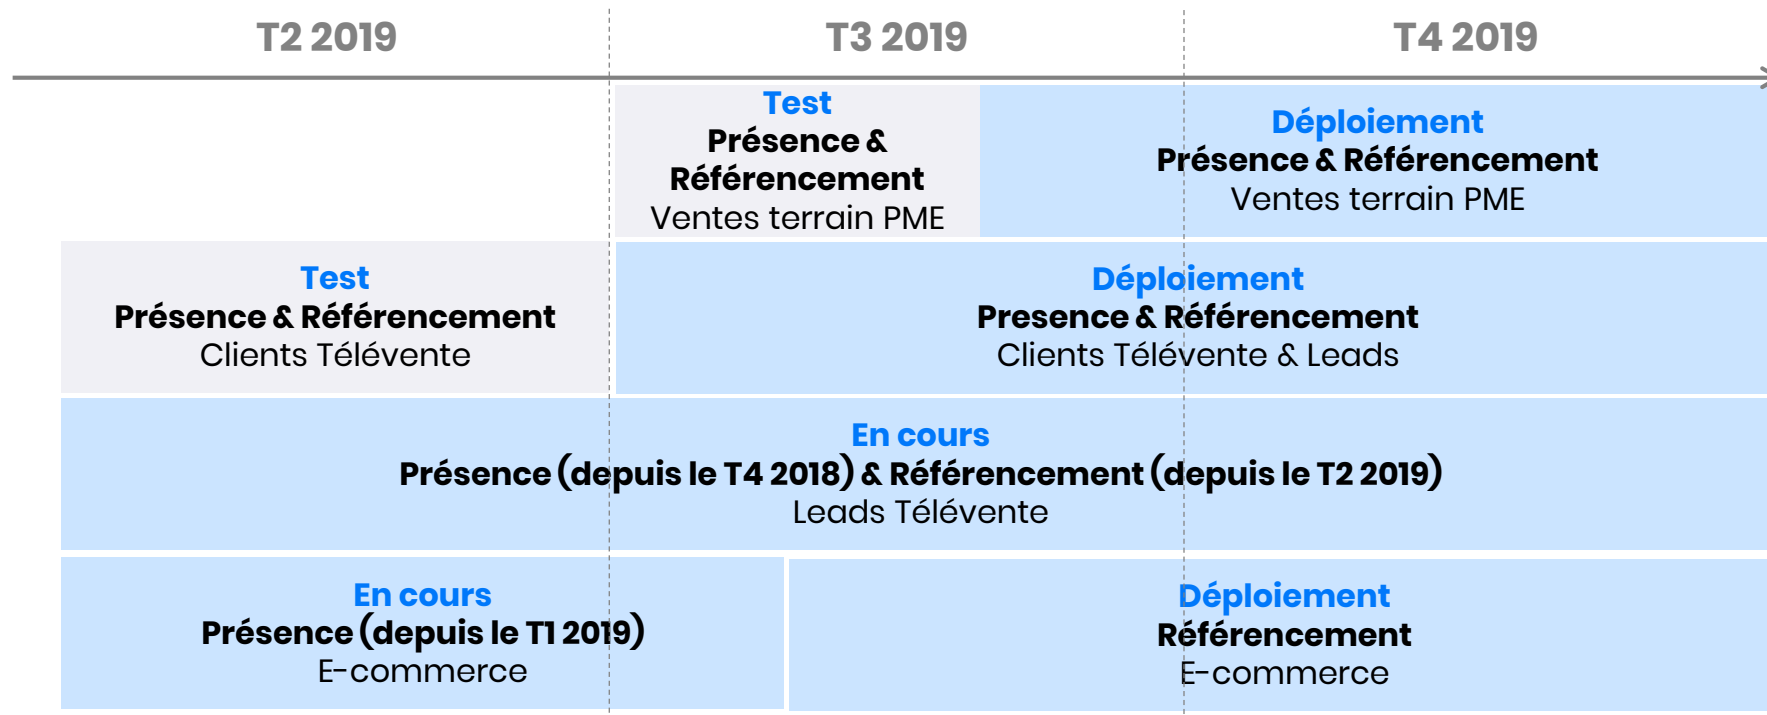 T2 2019
T3 2019
T4 2019
Test
Présence &
Référencement
Ventes terrain PME
Déploiement
Présence & Référencement
Ventes terrain PME
Test
Présence & Référencement
Clients Télévente
Déploiement
Presence & Référencement
Clients Télévente & Leads
En cours
Présence (depuis le T4 2018) & Référencement (depuis le T2 2019)
Leads Télévente
En cours
Présence (depuis le T1 2019)
E-commerce
Déploiement
Référencement
E-commerce